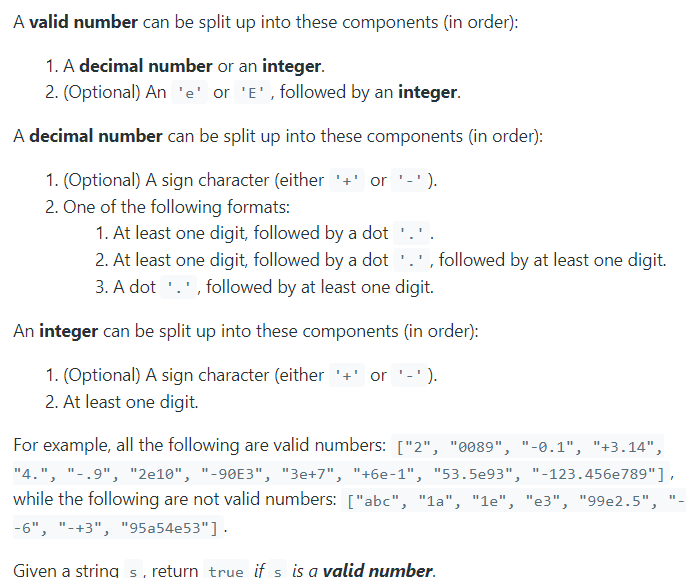 A valid number can be split up into these components (in order):
1. A decimal number or an integer.
2. (Optional) An 'e' or 'E', followed by an integer.
A decimal number can be split up into these components (in order):
1. (Optional) A sign character (either '+' or '-').
2. One of the following formats:
1. At least one digit, followed by a dot '.'.
2. At least one digit, followed by a dot '.', followed by at least one digit.
3. A dot '.', followed by at least one digit.
An integer can be split up into these components (in order):
1. (Optional) A sign character (either '+' or '-').
2. At least one digit.
For example, all the following are valid numbers: ["2", "0089", "-0.1", "+3.14",
"4.", "-.9", "2e10", "-90E3", "3e+7", "+6e-1", "53.5e93", "-123.456e789"],
while the following are not valid numbers: ["abc", "1a", "1e", "e3", "99e2.5", "-
-6", "-+3", "95a54e53"].
Given a string s, return true if s is a valid number.